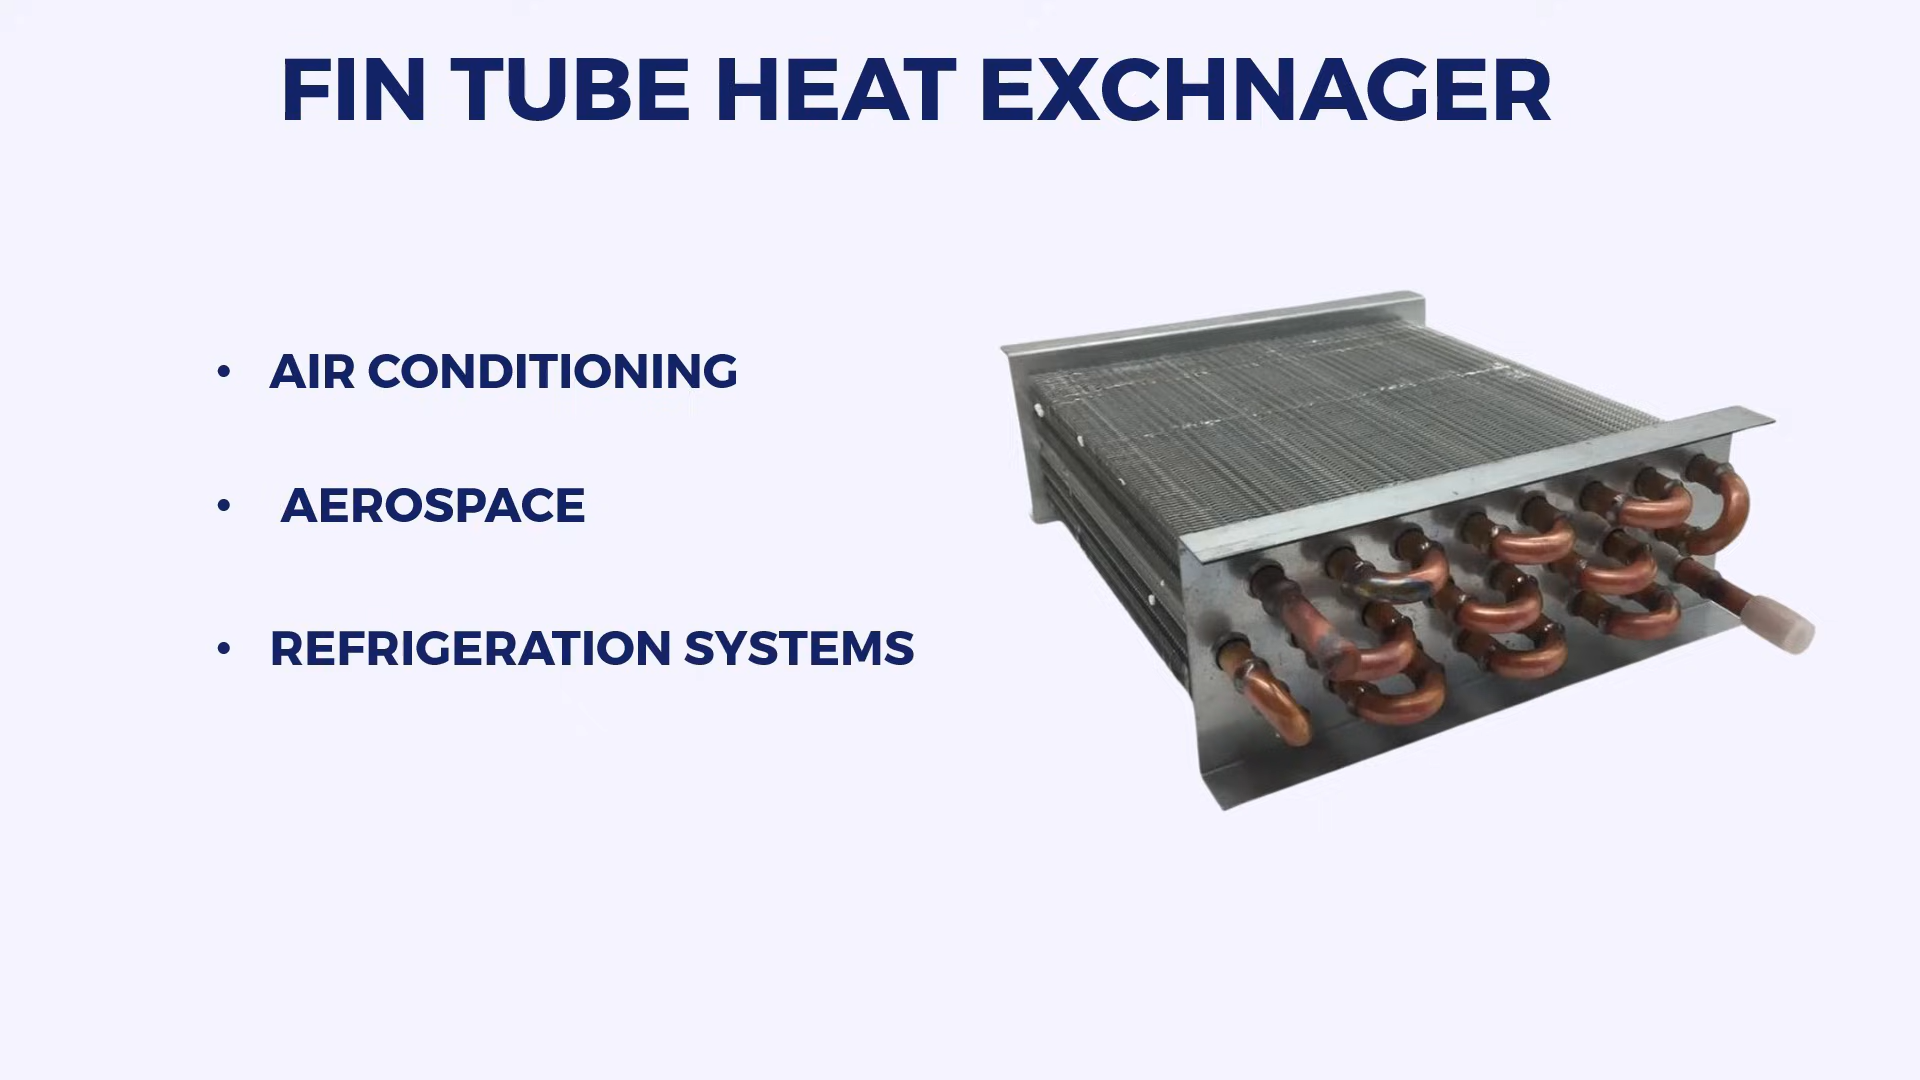 FIN TUBE HEAT EXCHNAGER
• AIR CONDITIONING
• AEROSPACE
• REFRIGERATION SYSTEMS